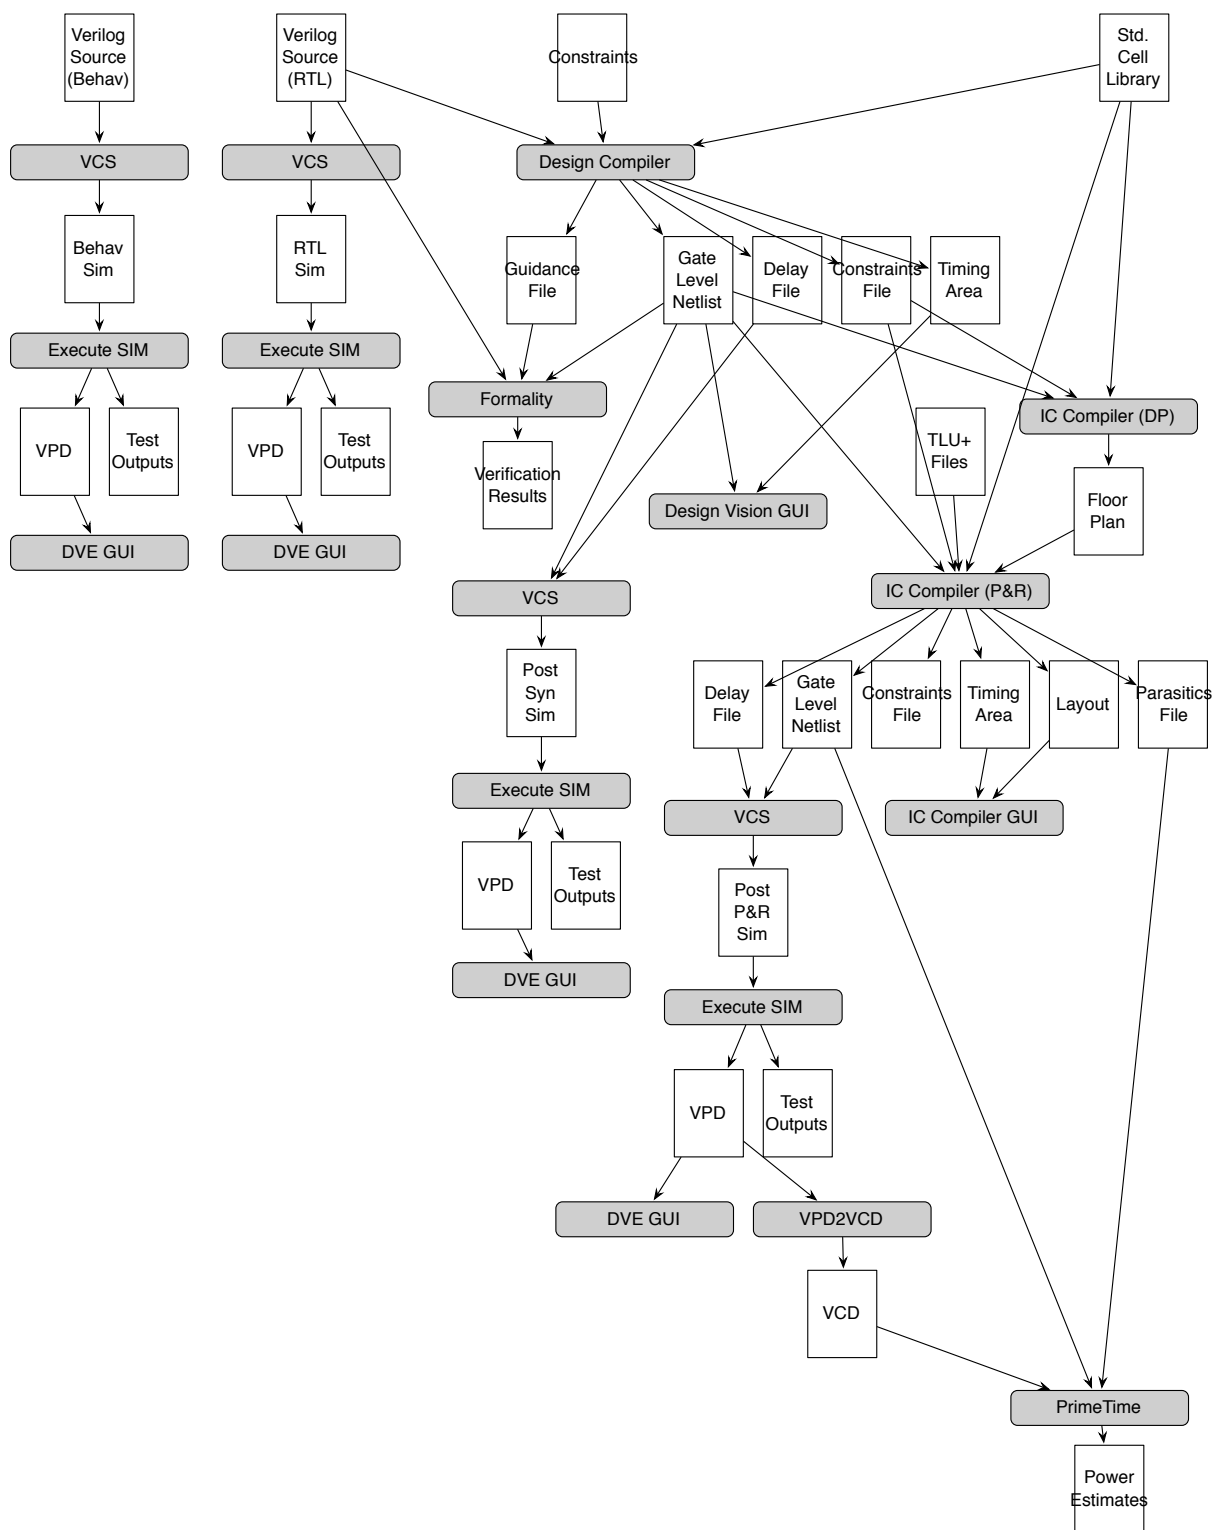 Verilog
Source
(Behav)
Verilog
Source
(RTL)
Constraints
Std.
Cell
Library
VCS
VCS
Design Compiler
Behav
Sim
RTL
Sim
Guidance
File
Gate
Level
Netlist
Delay
File
Constraints
File
Timing
Area
Execute SIM
Execute SIM
Formality
IC Compiler (DP)
VPD
Test
Outputs
VPD
Test
Outputs
Verification
Results
TLU+
Files
Design Vision GUI
Floor
Plan
DVE GUI
DVE GUI
VCS
IC Compiler (P&R)
Post
Syn
Sim
Delay
File
Gate
Level
Netlist
Constraints
File
Timing
Area
Layout
Parasitics
File
Execute SIM
VCS
IC Compiler GUI
VPD
Test
Outputs
Post
P&R
Sim
DVE GUI
Execute SIM
VPD
Test
Outputs
DVE GUI
VPD2VCD
VCD
PrimeTime
Power
Estimates